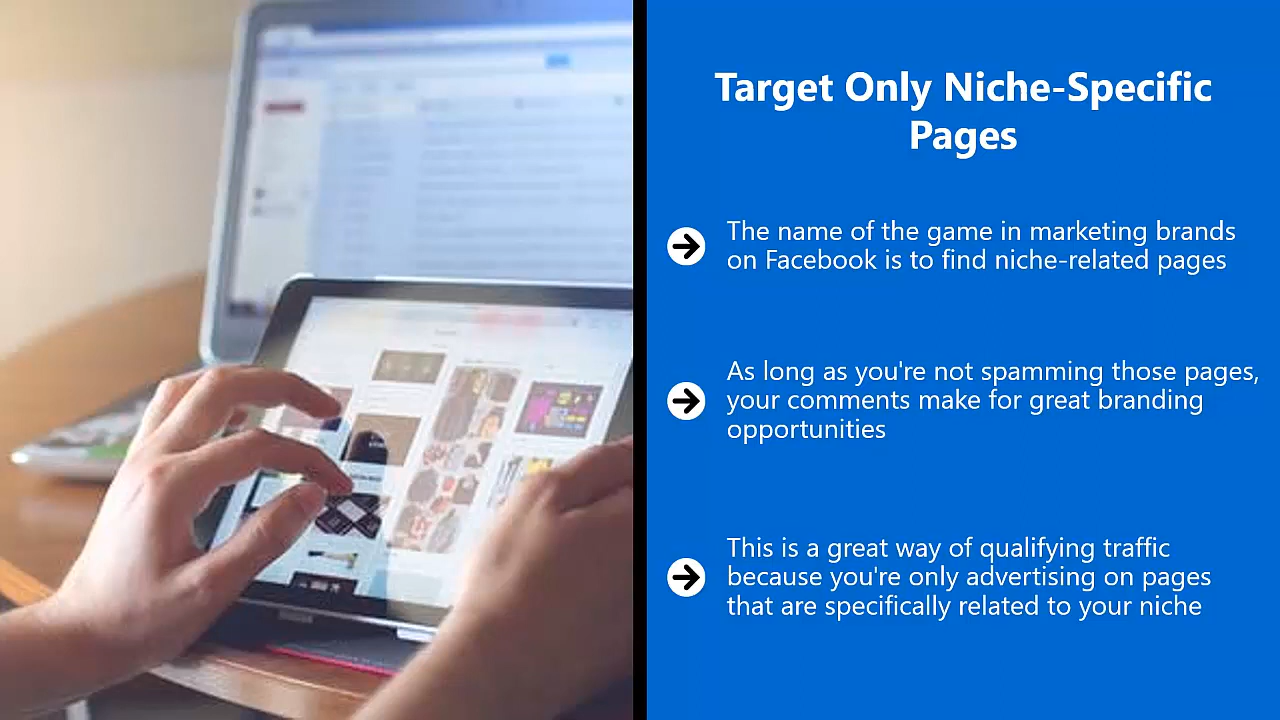 Target Only Niche-Specific
Pages
The name of the game in marketing brands
on Facebook is to find niche-related pages
As long as you're not spamming those pages,
your comments make for great branding
opportunities
This is a great way of qualifying traffic
because you're only advertising on pages
that are specifically related to your niche